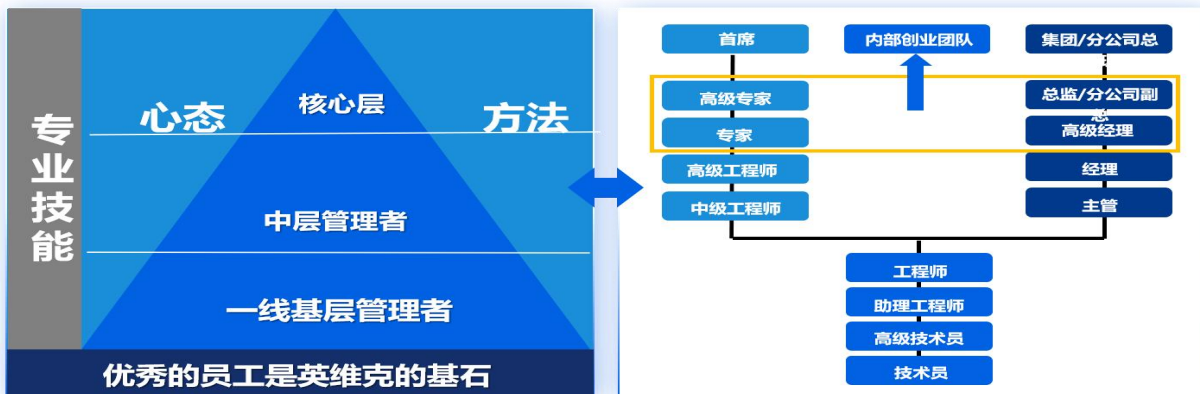 专业技能
心态
核心层
方法
中层管理者
一线基层管理者
优秀的员工是英维克的基石
首席
内部创业团队
集团/分公司总
高级专家
总监/分公司副总
专家
高级经理
高级工程师
经理
中级工程师
主管
工程师
助理工程师
高级技术员
技术员